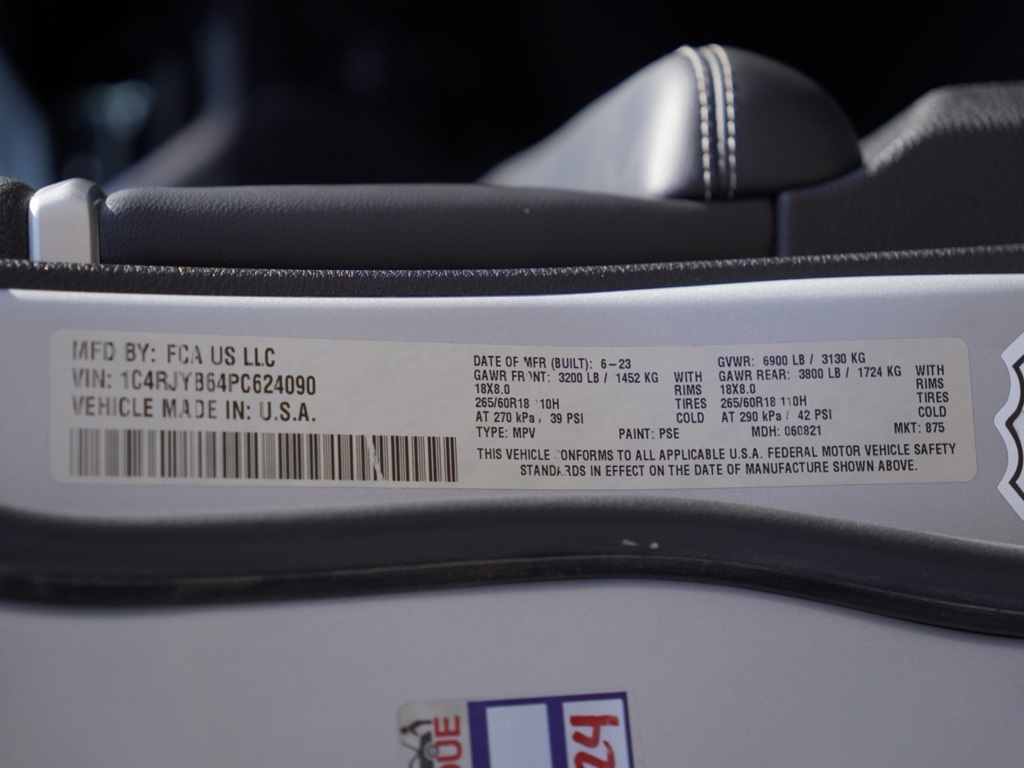 MFD BY: FCA US LLC
VIN: 1C4RJYB64PC624090
VEHICLE MADE IN: U.S.A.
DATE OF MFR (BUILT): 6-23
GVWR: 6900 LB / 3130 KG
GAWR FRONT: 3200 LB / 1452 KG WITH
GAWR REAR: 3800 LB / 1724 KG WITH
18X8.0 RIMS
18X8.0 RIMS
265/60R18 110H TIRES
265/60R18 110H TIRES
AT 270 kPa / 39 PSI COLD
AT 290 kPa / 42 PSI COLD
TYPE: MPV PAINT: PSE MDH: 060821 MKT: 875
THIS VEHICLE CONFORMS TO ALL APPLICABLE U.S.A. FEDERAL MOTOR VEHICLE SAFETY
STANDARDS IN EFFECT ON THE DATE OF MANUFACTURE SHOWN ABOVE.
24